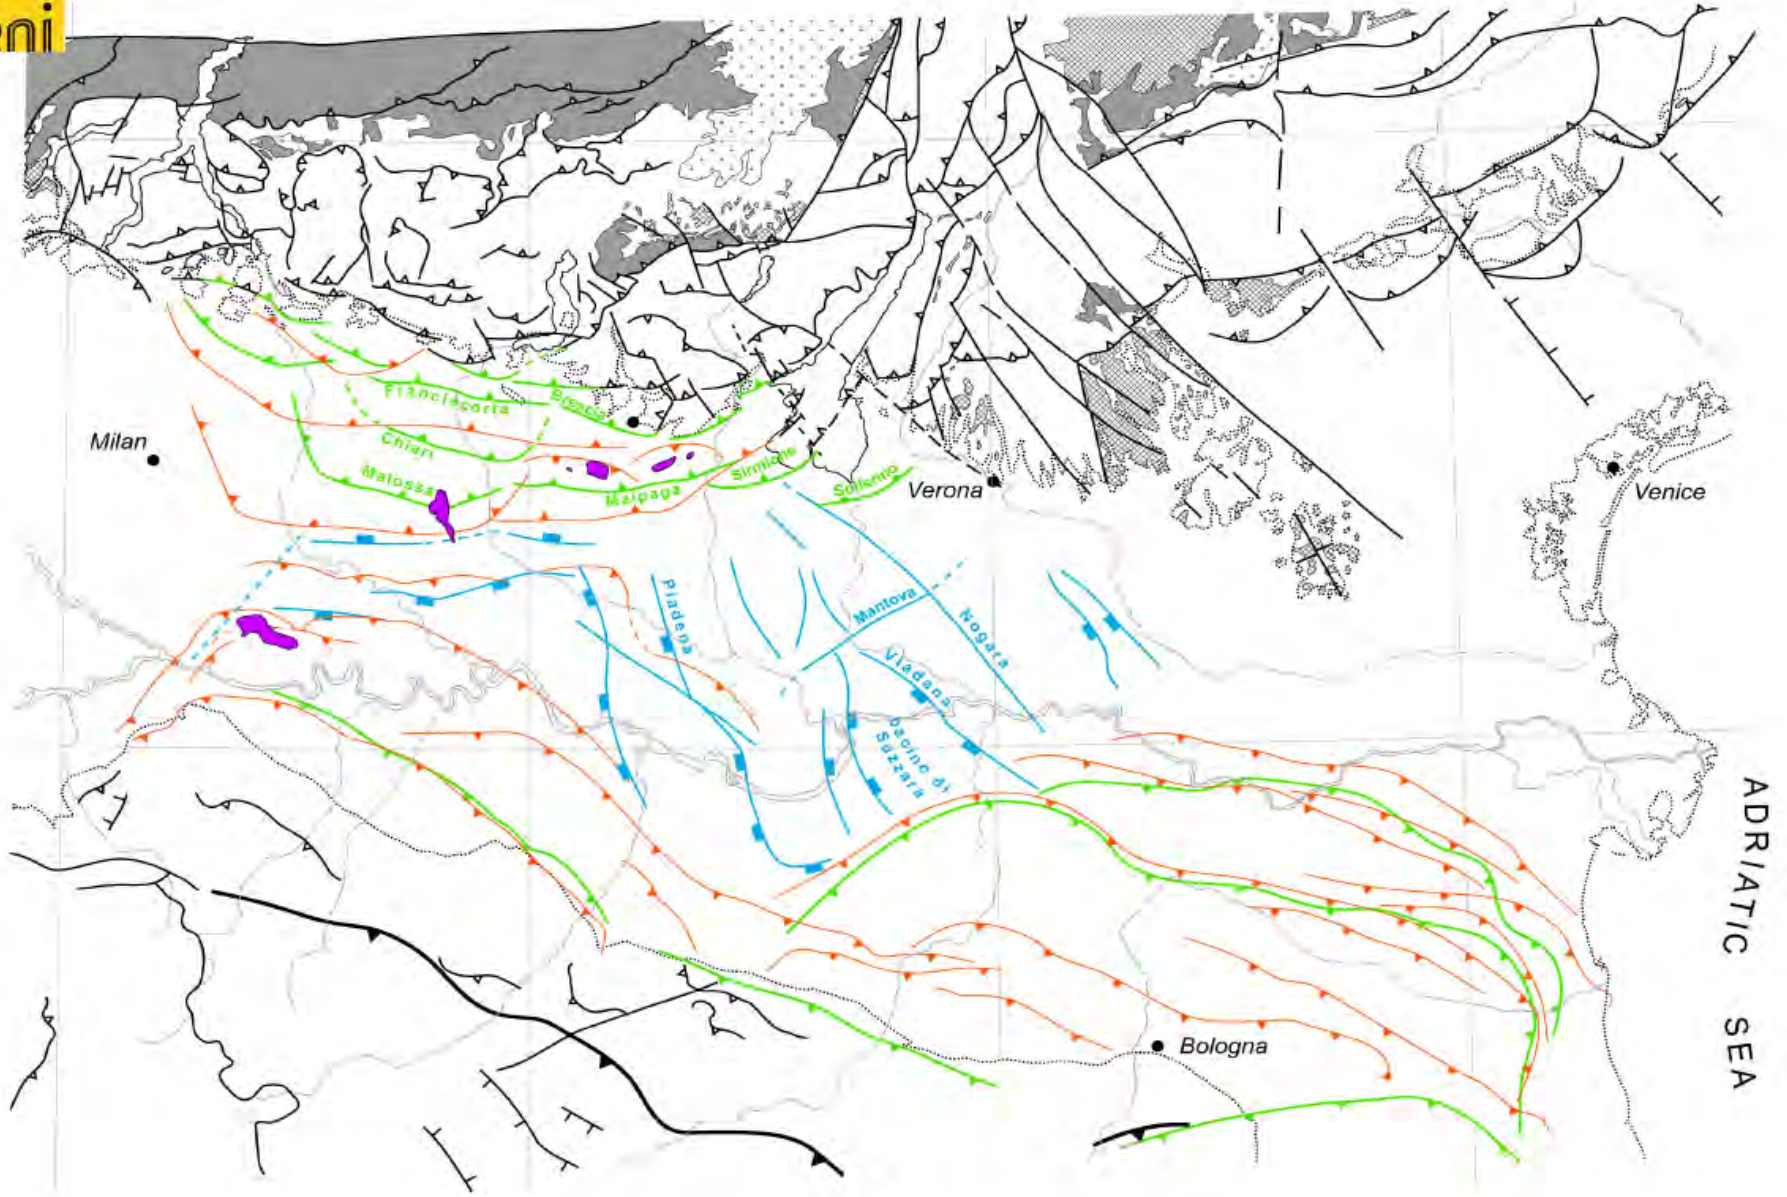 eni
Franciacorta
Brescia
Chiari
Milan
Malossa
Malpaga
Sirmione
Solferino
Verona
Venice
Piadena
Mantova
Nogara
Viadana
bacino di
Suzzara
ADRIATIC SEA
Bologna